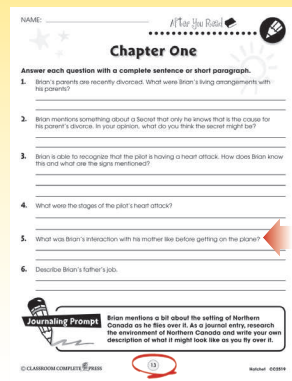 NAME:
After You Read
Chapter One
Answer each question with a complete sentence or short paragraph.
1. Brian's parents are recently divorced. What were Brian's living arrangements with
his parents?
2. Brian mentions something about a Secret that only he knows that is the cause for
his parent's divorce. In your opinion, what do you think the secret might be?
3. Brian is able to recognize that the pilot is having a heart attack. How does Brian know
this and what are the signs mentioned?
4. What were the stages of the pilot's heart attack?
5. What was Brian's interaction with his mother like before getting on the plane?
6. Describe Brian's father's job.
Journaling Prompt
Brian mentions a bit about the setting of Northern
Canada as he flies over it. As a journal entry, research
the environment of Northern Canada and write your own
description of what it might look like as you fly over it.
© CLASSROOM COMPLETE PRESS
13
Hatchet CC2519